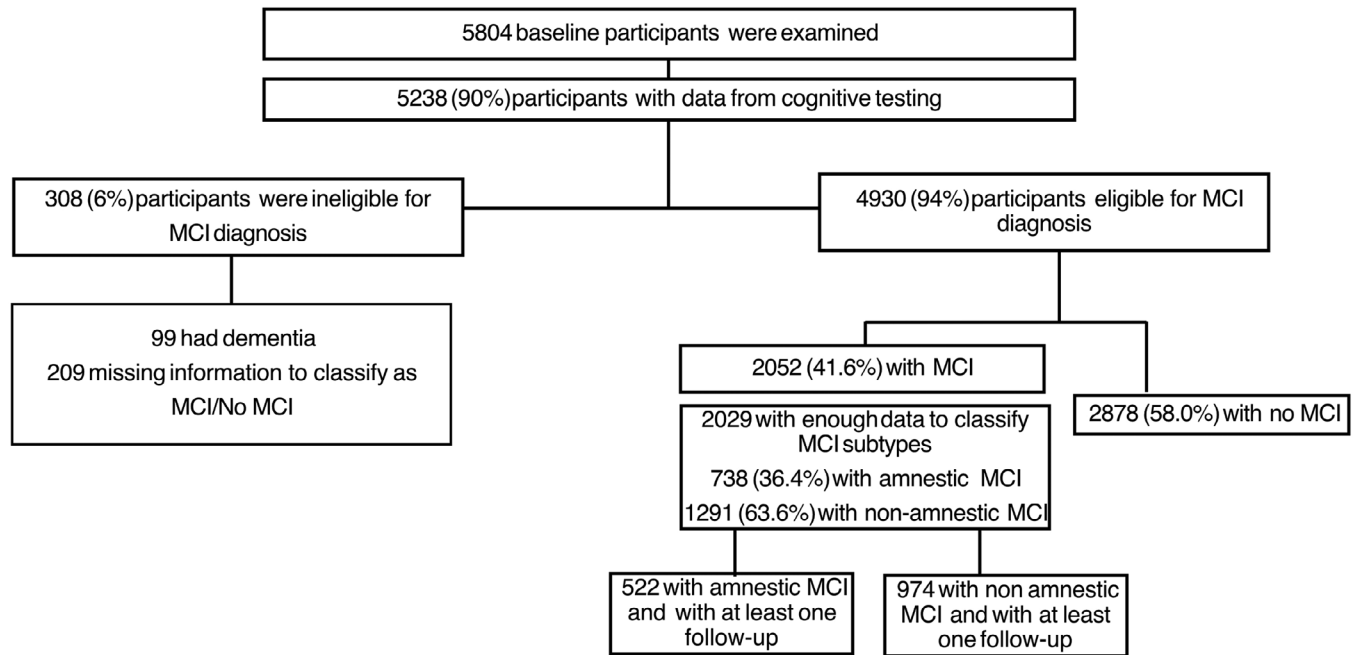 5804 baseline participants were examined
5238 (90%) participants with data from cognitive testing
308 (6%) participants were ineligible for
MCI diagnosis
4930 (94%) participants eligible for MCI
diagnosis
99 had dementia
209 missing information to classify as
MCI/No MCI
2052 (41.6%) with MCI
2878 (58.0%) with no MCI
2029 with enough data to classify
MCI subtypes
738 (36.4%) with amnestic MCI
1291 (63.6%) with non-amnestic MCI
522 with amnestic MCI
and with at least one
follow-up
974 with non amnestic
MCI and with at least
one follow-up